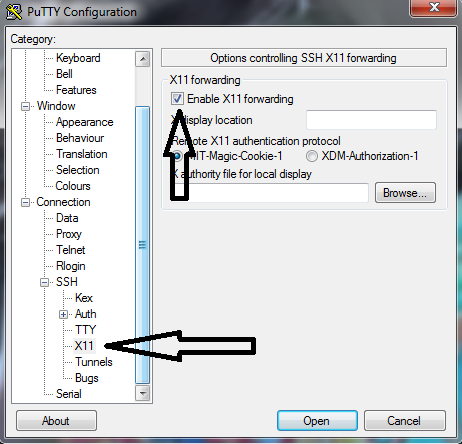 PuTTY Configuration
Category:
Keyboard
Bell
Features
Window
Appearance
Behaviour
Translation
Selection
Colours
Connection
Data
Proxy
Telnet
Rlogin
SSH
Kex
Auth
TTY
X11
Tunnels
Bugs
Serial
Options controlling SSH X11 forwarding
X11 forwarding
Enable X11 forwarding
X display location
Remote X11 authentication protocol
MIT-Magic-Cookie-1 XDM-Authorization-1
X authority file for local display
Browse...
About Open Cancel